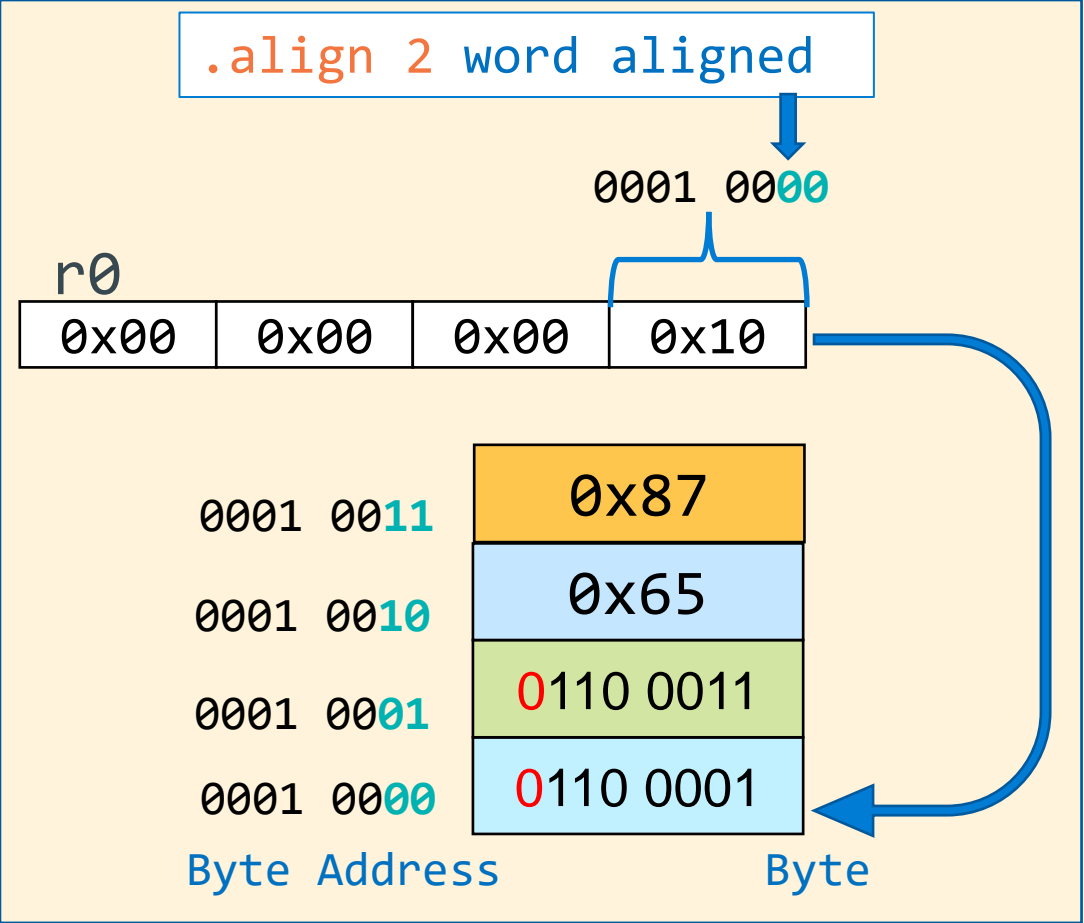 .align 2 word aligned
0001 0000
r0
0x00 0x00 0x00 0x10
0001 0011 0x87
0001 0010 0x65
0001 0001 0110 0011
0001 0000 0110 0001
Byte Address Byte